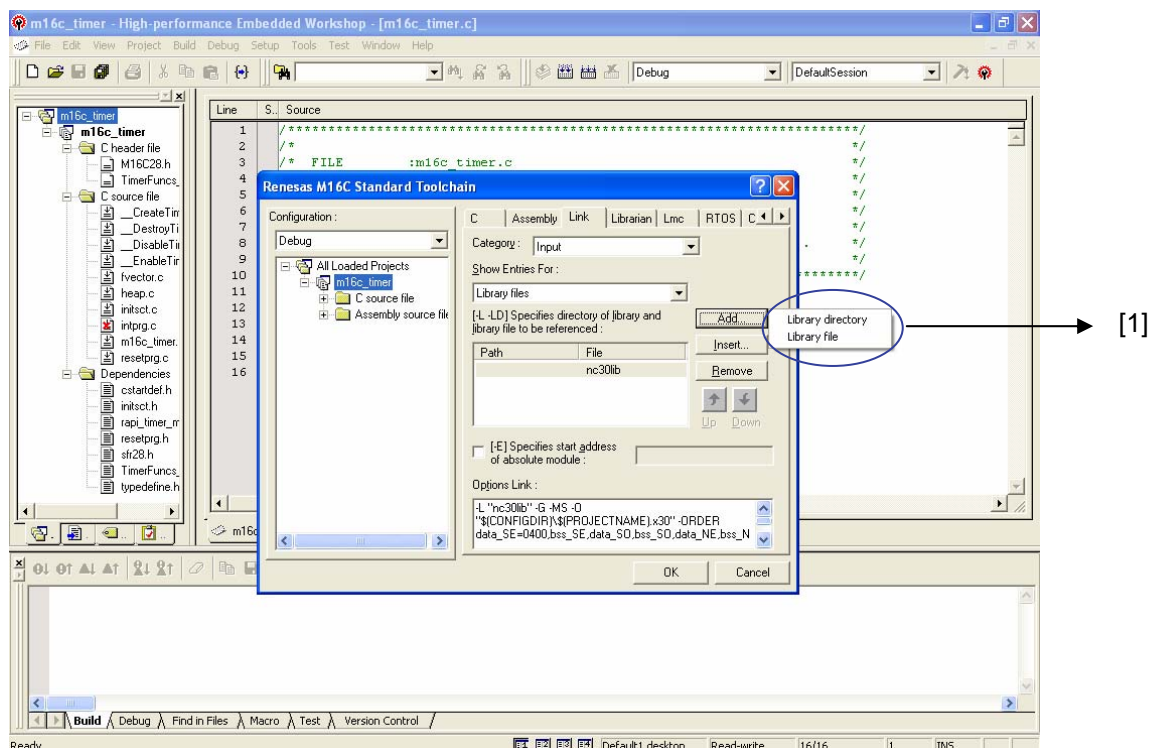 m16c_timer - High-performance Embedded Workshop - [m16c_timer.c]
File Edit View Project Build Debug Setup Tools Test Window Help
Debug DefaultSession
m16c_timer
m16c_timer
C header file
M16C28.h
TimerFuncs_
C source file
__CreateTim
__DestroyTi
__DisableTi
__EnableTir
fvector.c
heap.c
initsct.c
intprg.c
m16c_timer.
resetprg.c
Dependencies
cstartdef.h
initsct.h
rapi_timer_m
resetprg.h
sfr28.h
TimerFuncs_
typedefine.h
Line S.. Source
1 /***********************************************************************/
2 /* */
3 /* FILE :m16c_timer.c */
4 */
5 */
6 */
7 */
8 . */
9 */
10 *******/
11
12
13
14
15
16
m16c
Renesas M16C Standard Toolchain
Configuration :
Debug
All Loaded Projects
m16c_timer
C source file
Assembly source file
C Assembly Link Librarian Lmc RTOS C
Category : Input
Show Entries For :
Library files
[-L -LD] Specifies directory of library and
library file to be referenced :
Path File
nc30lib
Add...
Insert...
Remove
Up Down
Library directory
Library file
[1]
[-E] Specifies start address
of absolute module :
Options Link :
-L "nc30lib" -G -MS -O
"$(CONFIGDIR)\$(PROJECTNAME).x30" -ORDER
data_SE=0400,bss_SE,data_SO,bss_SO,data_NE,bss_N
OK Cancel
Build Debug Find in Files Macro Test Version Control
Ready Default1 desktop Read-write 16/16 1 INS